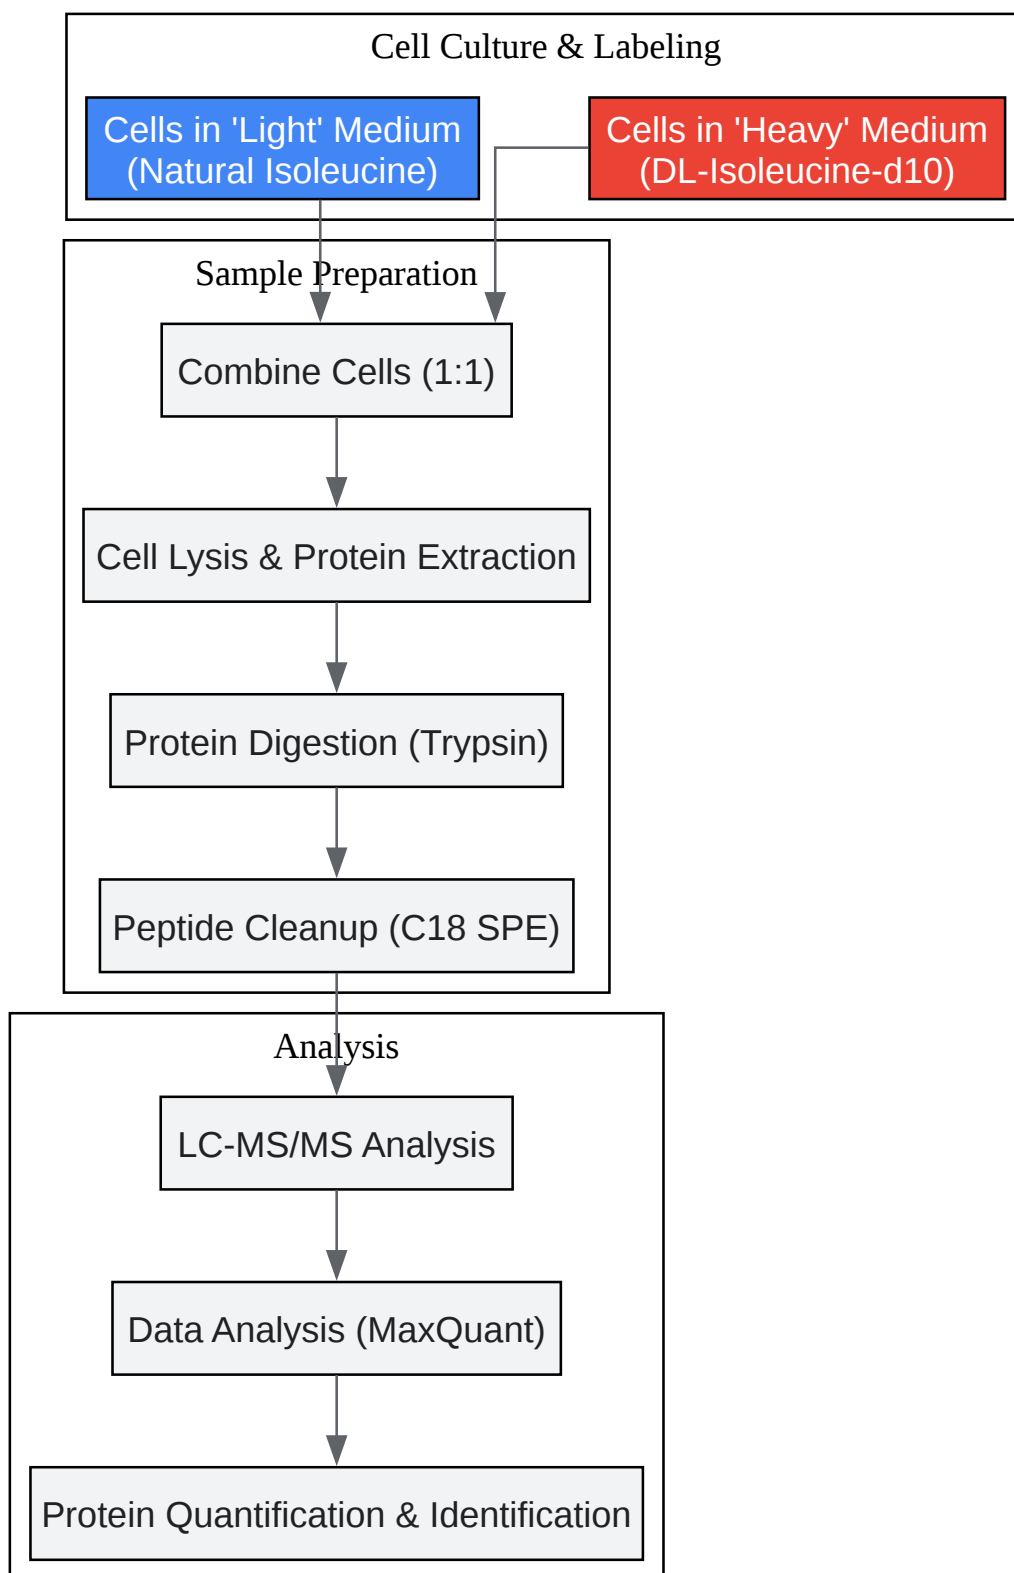 Cell Culture & Labeling
Cells in 'Light' Medium
(Natural Isoleucine)
Cells in 'Heavy' Medium
(DL-Isoleucine-d10)
Sample Preparation
Combine Cells (1:1)
Cell Lysis & Protein Extraction
Protein Digestion (Trypsin)
Peptide Cleanup (C18 SPE)
Analysis
LC-MS/MS Analysis
Data Analysis (MaxQuant)
Protein Quantification & Identification